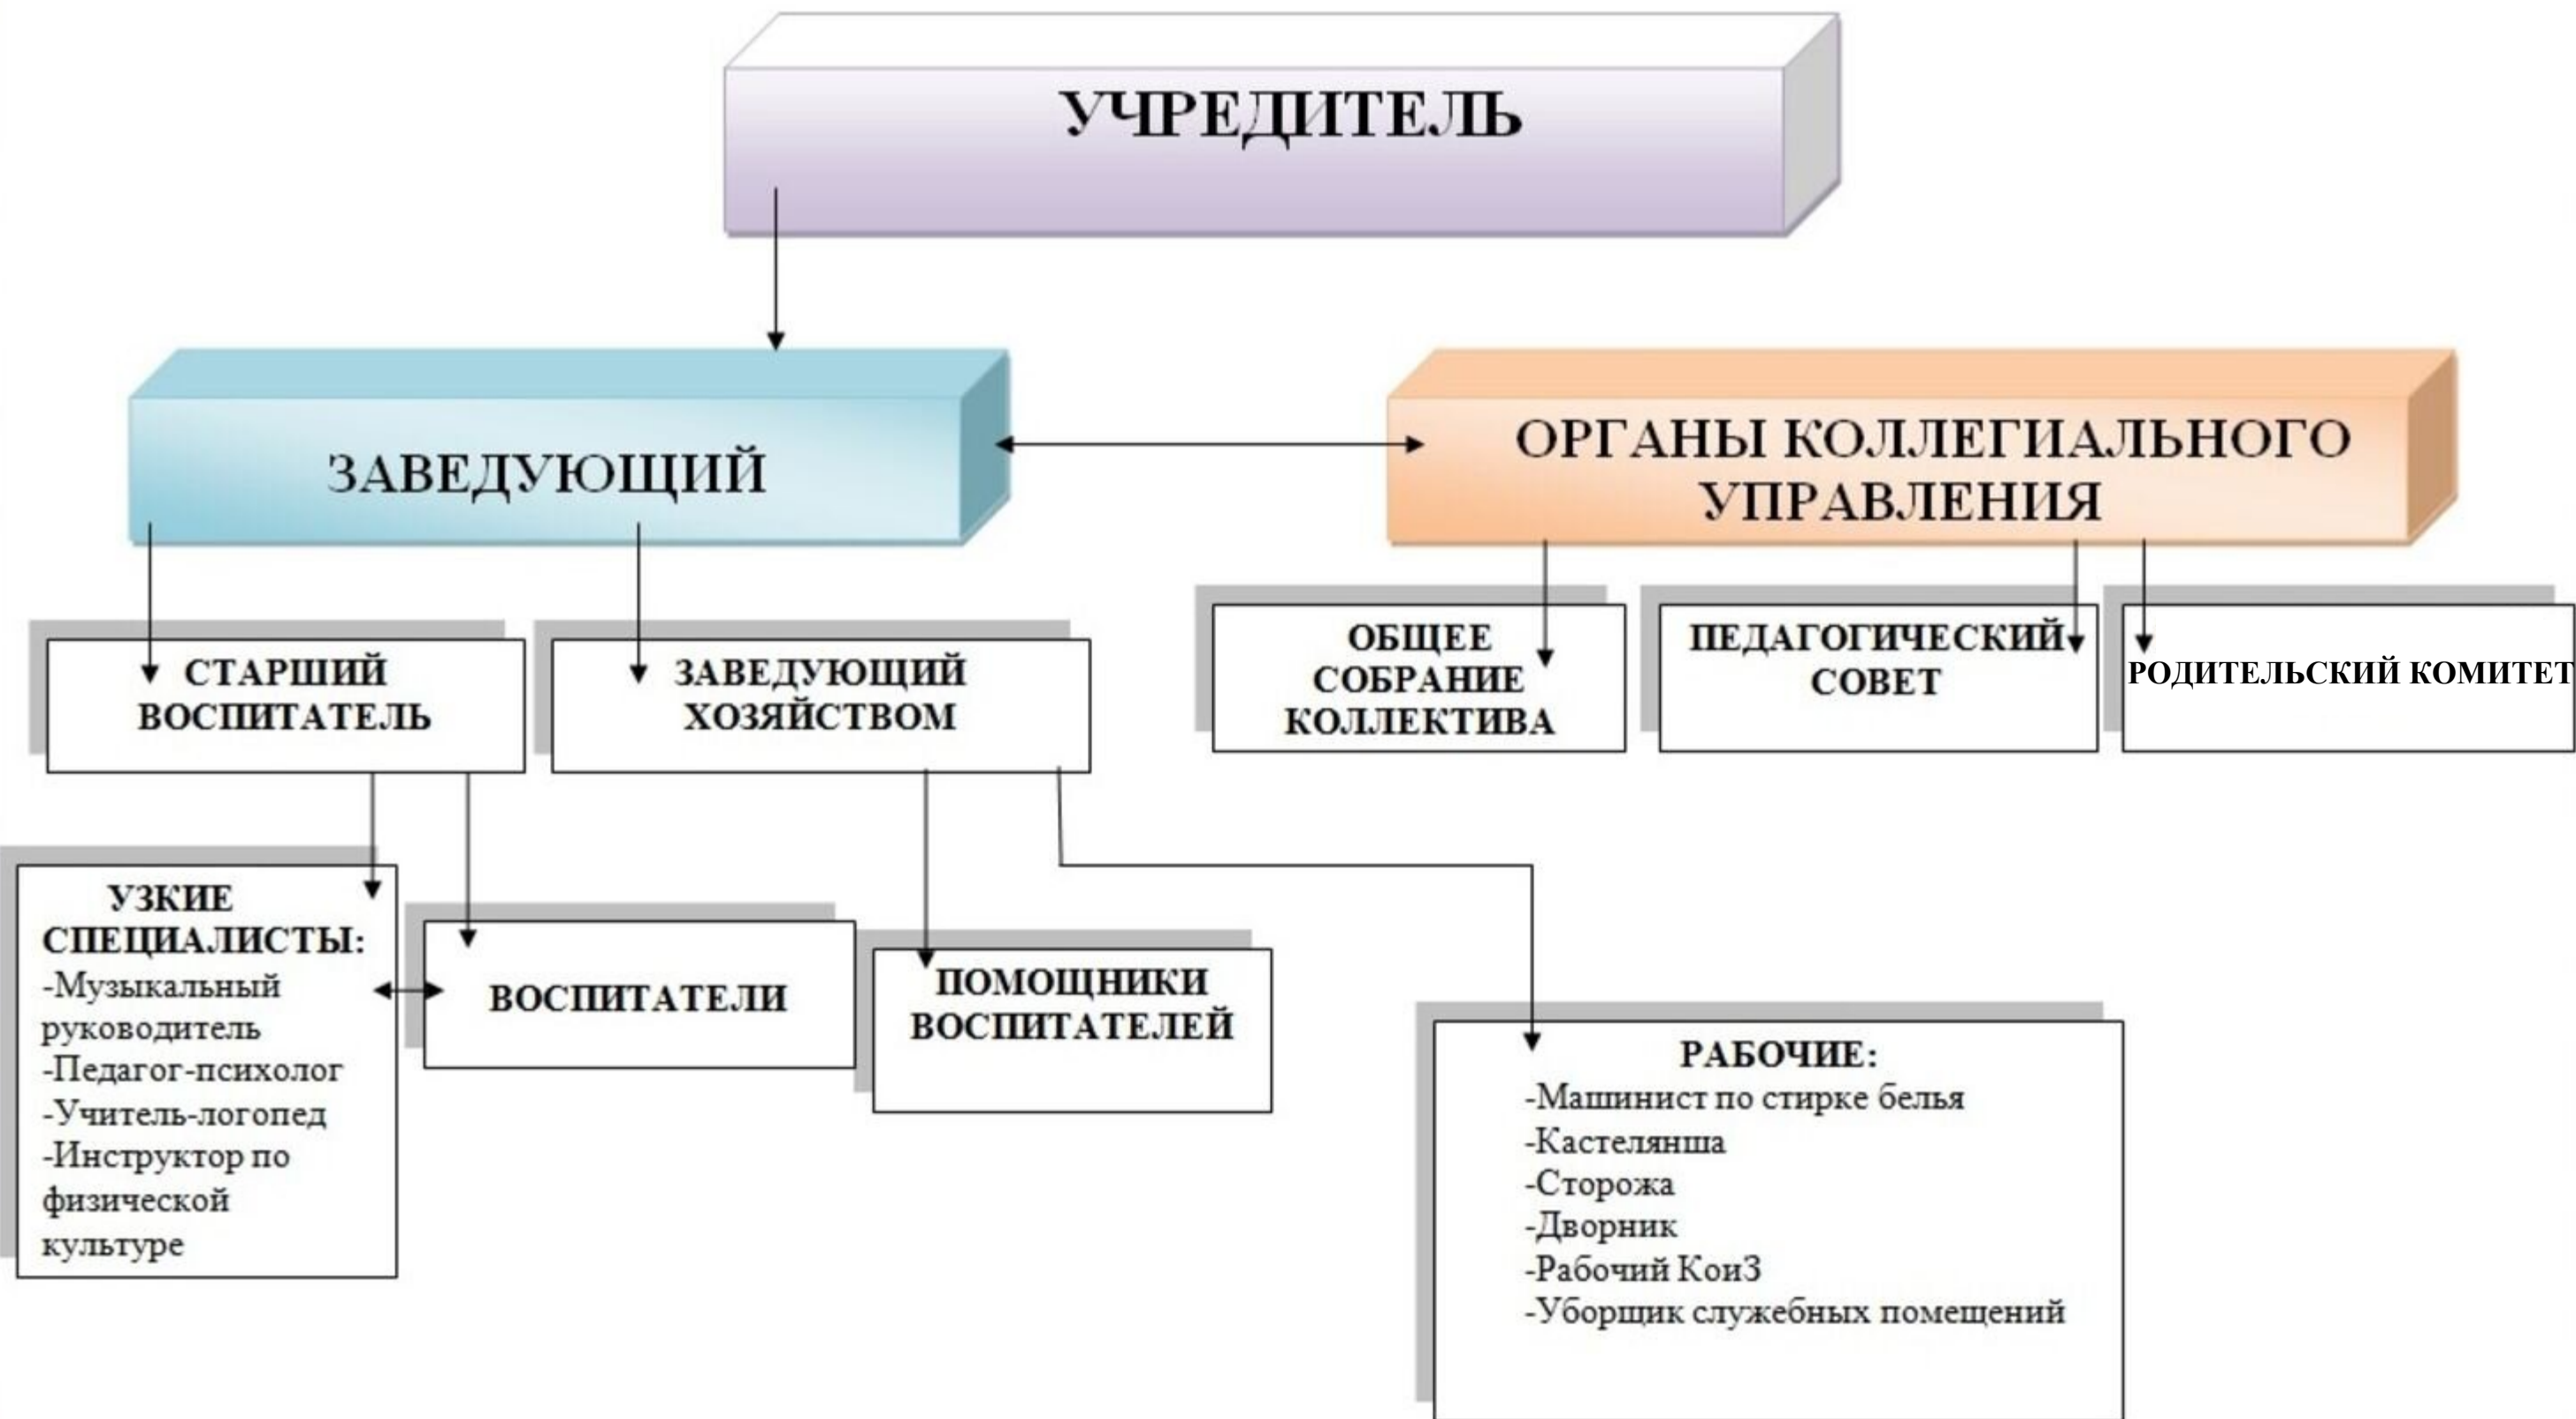 УЧРЕДИТЕЛЬ
ЗАВЕДУЮЩИЙ
ОРГАНЫ КОЛЛЕГИАЛЬНОГО
УПРАВЛЕНИЯ
СТАРШИЙ
ВОСПИТАТЕЛЬ
ЗАВЕДУЮЩИЙ
ХОЗЯЙСТВОМ
ОБЩЕЕ
СОБРАНИЕ
КОЛЛЕКТИВА
ПЕДАГОГИЧЕСКИЙ
СОВЕТ
РОДИТЕЛЬСКИЙ КОМИТЕТ
УЗКИЕ
СПЕЦИАЛИСТЫ:
-Музыкальный
руководитель
-Педагог-психолог
-Учитель-логопед
-Инструктор по
физической
культуре
ВОСПИТАТЕЛИ
ПОМОЩНИКИ
ВОСПИТАТЕЛЕЙ
РАБОЧИЕ:
-Машинист по стирке белья
-Кастелянша
-Сторожа
-Дворник
-Рабочий КоиЗ
-Уборщик служебных помещений